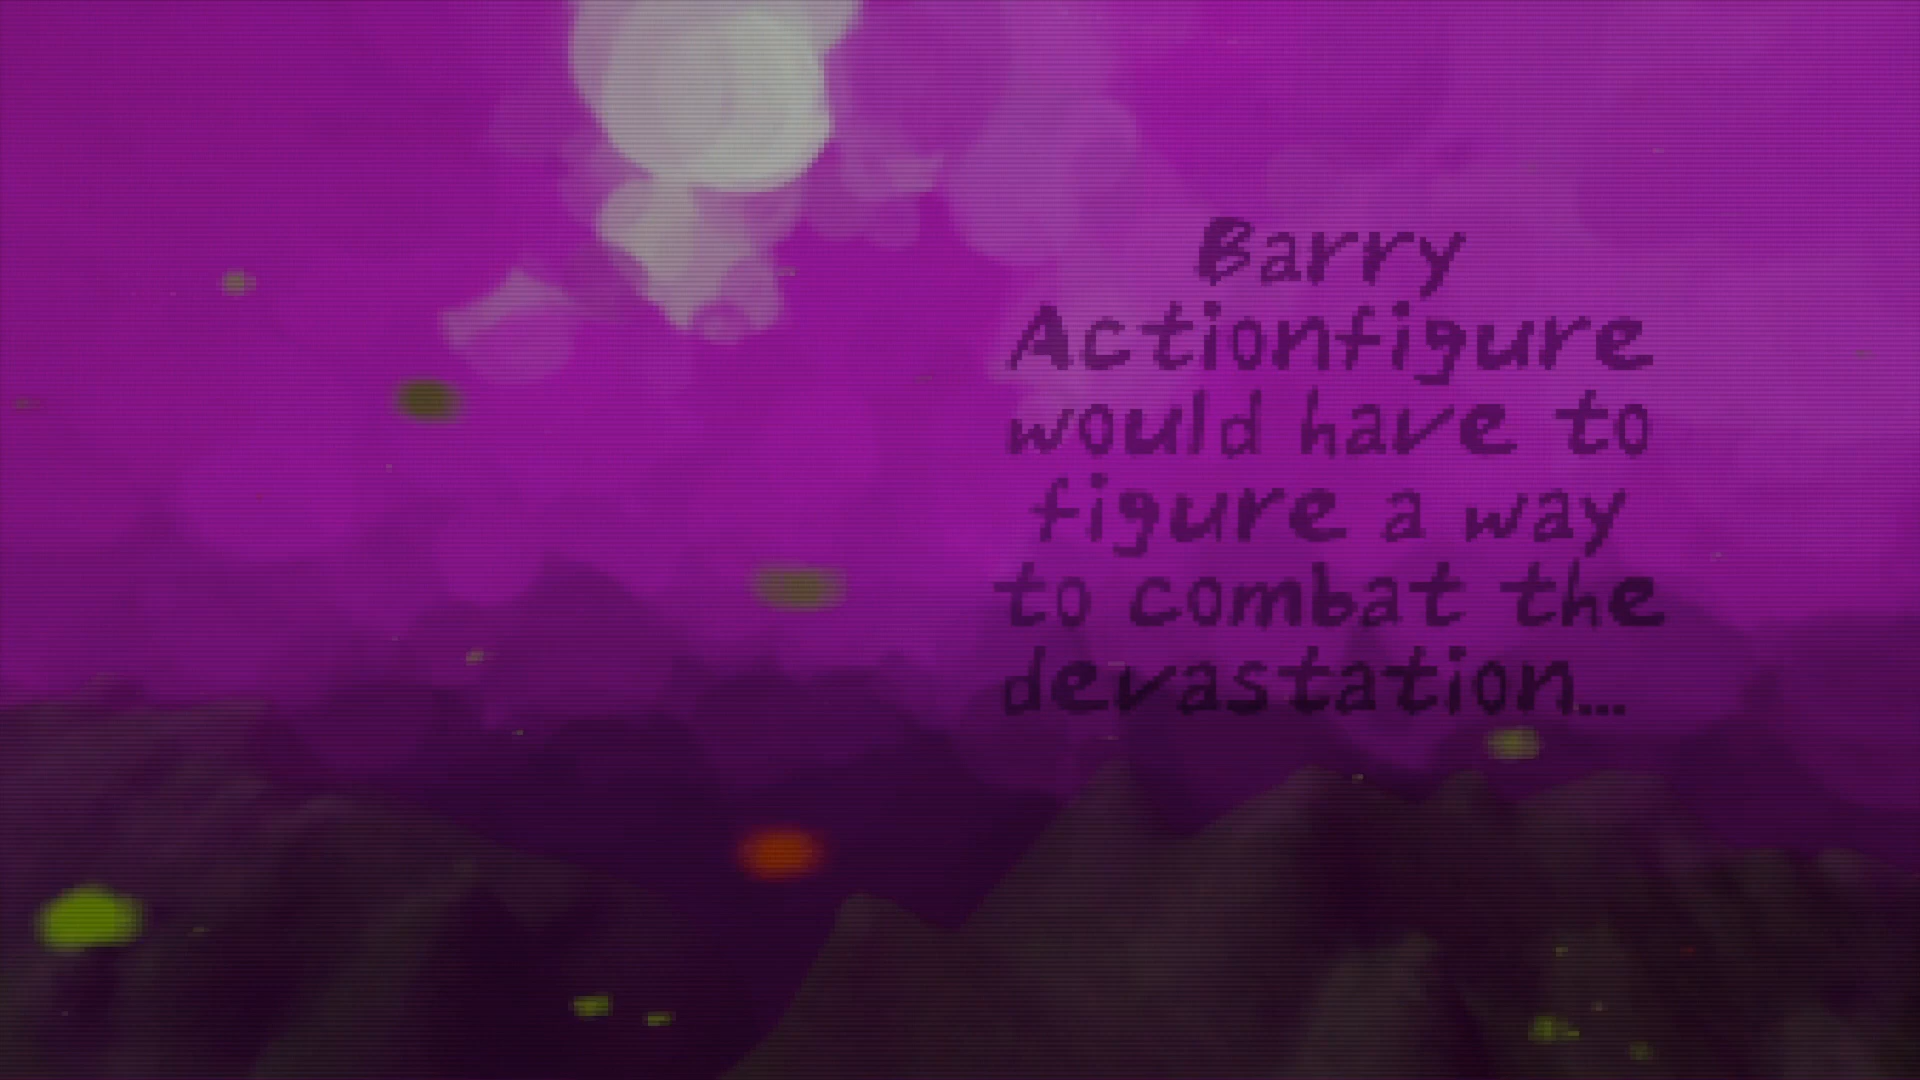 Barry
Actionfigure
would have to
figure a way
to combat the
devastation...